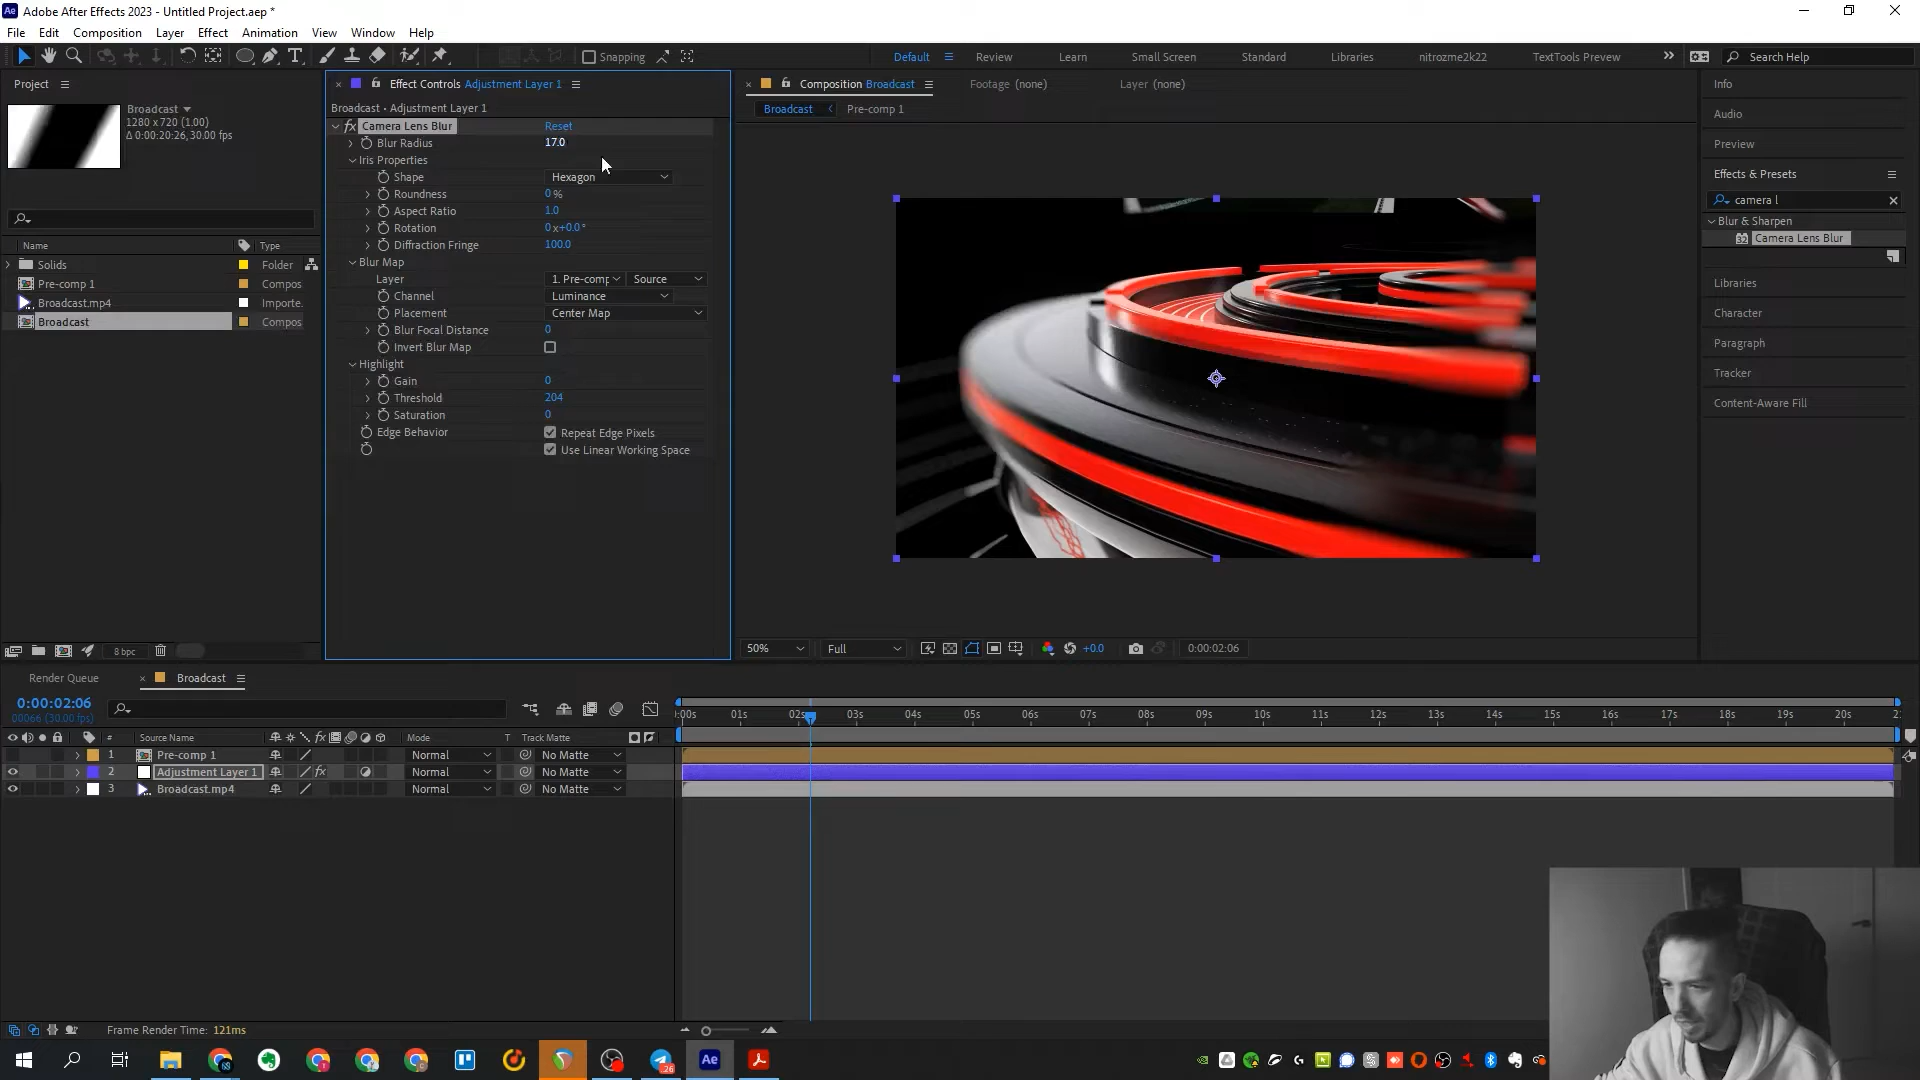 Adobe After Effects 2023 - Untitled Project.aep *
File Edit Composition Layer Effect Animation View Window Help
Snapping
Default Review Learn Small Screen Standard Libraries nitrozme2k22 TextTools Preview Search Help
Project
Broadcast
1280 x 720 (1.00)
Δ 0:00:20:26, 30.00 fps
Name Type
Solids Folder
Pre-comp 1 Compos
Broadcast.mp4 Importe
Broadcast Compos
8 bpc
Effect Controls Adjustment Layer 1
Broadcast • Adjustment Layer 1
fx Camera Lens Blur Reset
Blur Radius 17.0
Iris Properties
Shape Hexagon
Roundness 0 %
Aspect Ratio 1.0
Rotation 0x+0.0°
Diffraction Fringe 100.0
Blur Map
Layer 1. Pre-comp Source
Channel Luminance
Placement Center Map
Blur Focal Distance 0
Invert Blur Map
Highlight
Gain 0
Threshold 204
Saturation 0
Edge Behavior Repeat Edge Pixels
Use Linear Working Space
Composition Broadcast Footage (none) Layer (none)
Broadcast Pre-comp 1
50% Full +0.0 0:00:02:06
Info
Audio
Preview
Effects & Presets
camera l
Blur & Sharpen
32 Camera Lens Blur
Libraries
Character
Paragraph
Tracker
Content-Aware Fill
Render Queue Broadcast
0:00:02:06
00066 (30.00 fps)
:00s 01s 02s 03s 04s 05s 06s 07s 08s 09s 10s 11s 12s 13s 14s 15s 16s 17s 18s 19s 20s 21
# Source Name fx Mode T Track Matte
1 Pre-comp 1 Normal No Matte
2 Adjustment Layer 1 fx Normal No Matte
3 Broadcast.mp4 Normal No Matte
Frame Render Time: 121ms
Ae